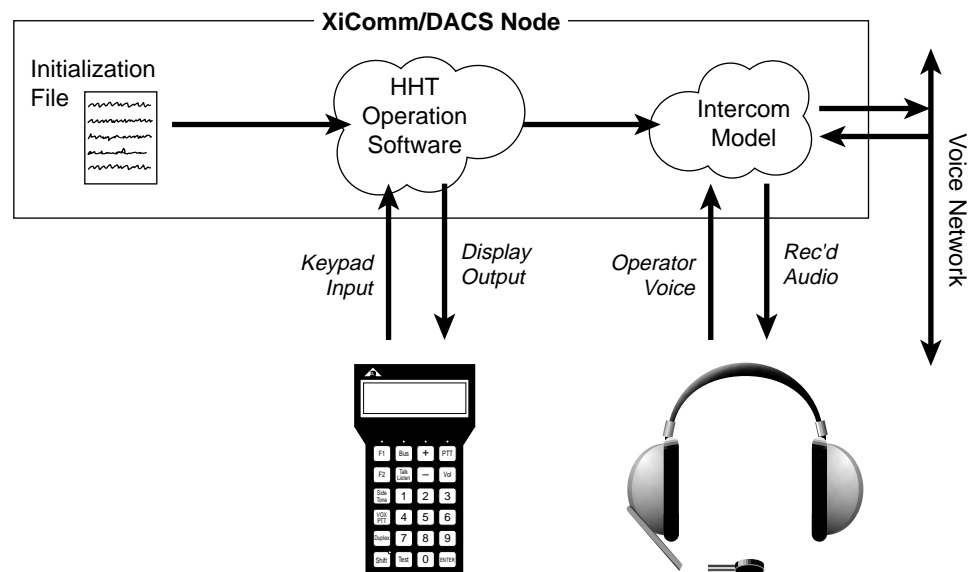 XiComm/DACS Node
Initialization
File
HHT
Operation
Software
Intercom
Model
Voice Network
Keypad
Input
Display
Output
Operator
Voice
Rec'd
Audio
F1 Bus + PTT
F2 Talk Listen – Vol
Side Tone 1 2 3
VOX PTT 4 5 6
Duplex 7 8 9
Shift Test 0 ENTER